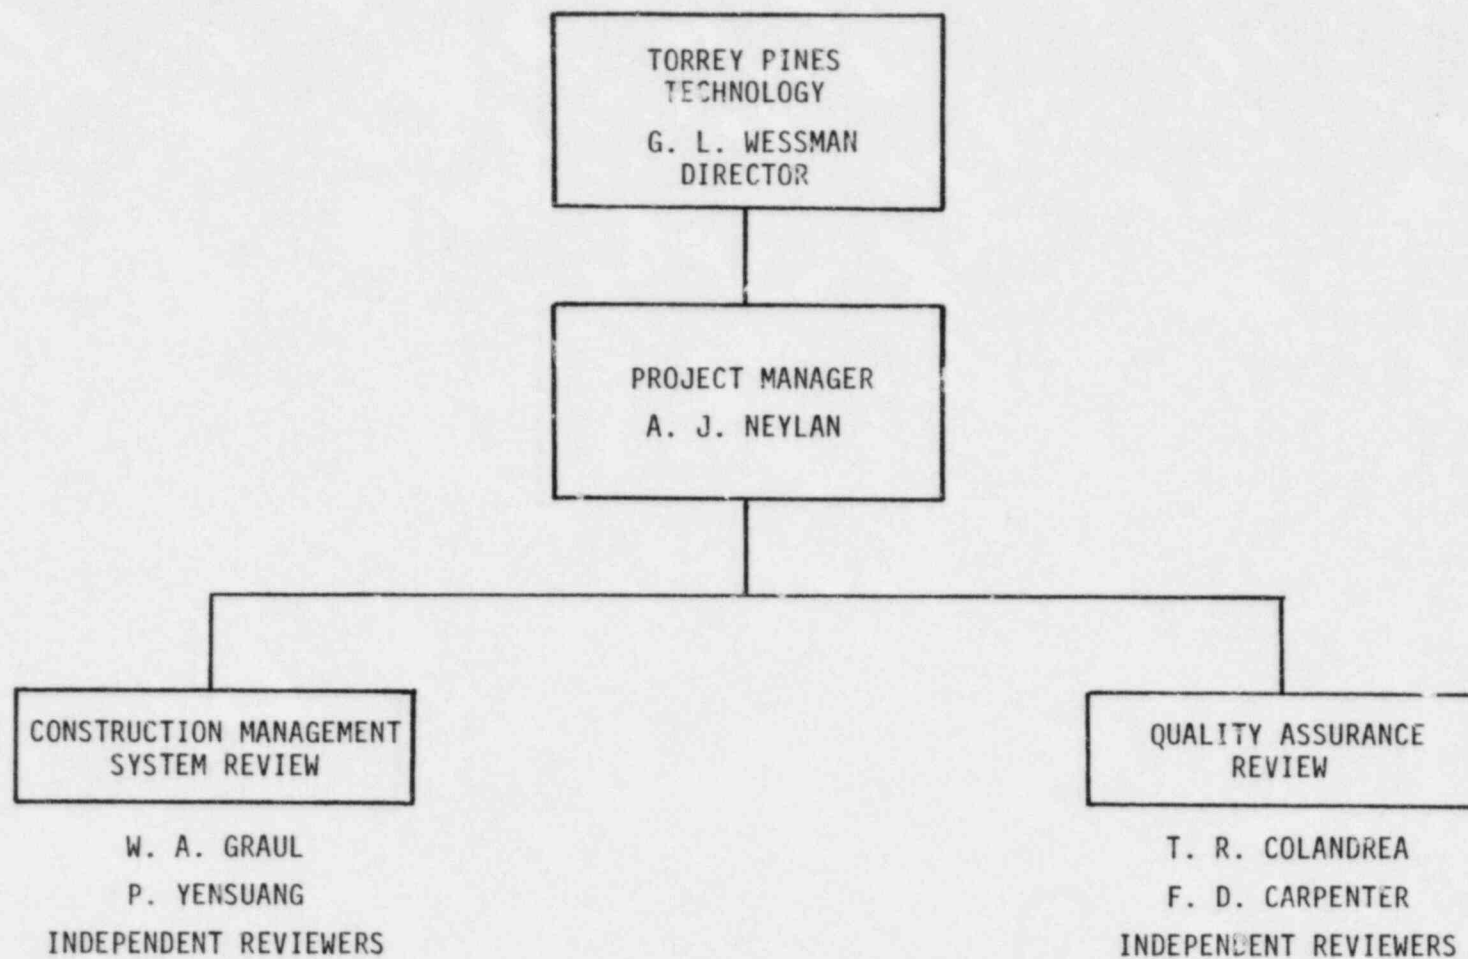 TORREY PINES
TECHNOLOGY
G. L. WESSMAN
DIRECTOR
PROJECT MANAGER
A. J. NEYLAN
CONSTRUCTION MANAGEMENT
SYSTEM REVIEW
W. A. GRAUL
P. YENSUANG
INDEPENDENT REVIEWERS
QUALITY ASSURANCE
REVIEW
T. R. COLANDREA
F. D. CARPENTER
INDEPENDENT REVIEWERS